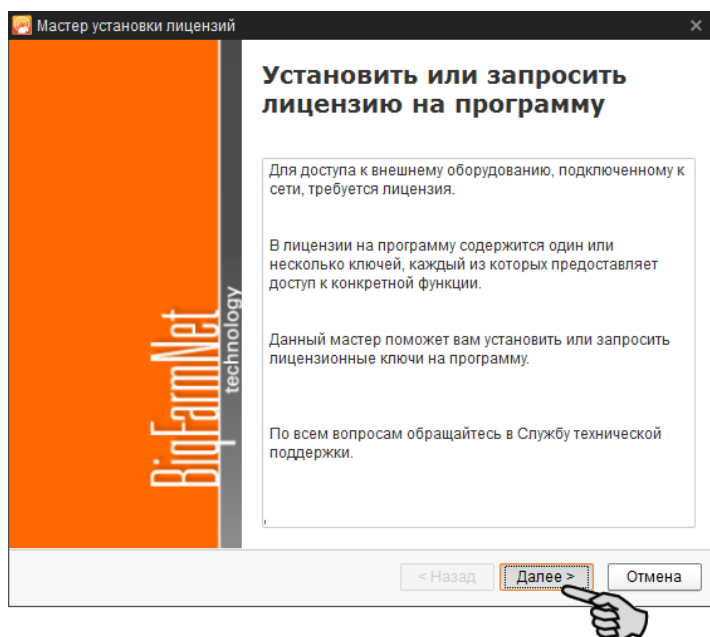 Мастер установки лицензий
Установить или запросить
лицензию на программу
Для доступа к внешнему оборудованию, подключенному к
сети, требуется лицензия.
В лицензии на программу содержится один или
несколько ключей, каждый из которых предоставляет
доступ к конкретной функции.
Данный мастер поможет вам установить или запросить
лицензионные ключи на программу.
По всем вопросам обращайтесь в Службу технической
поддержки.
BigFarmNet
technology
< Назад Далее > Отмена